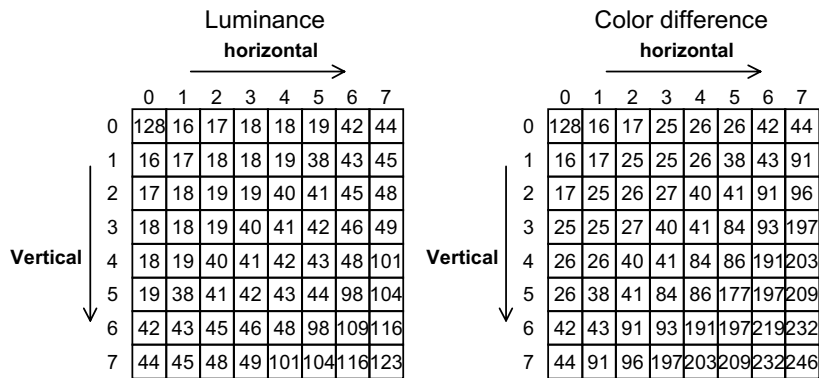 Luminance Color difference
horizontal horizontal
0 1 2 3 4 5 6 7 0 1 2 3 4 5 6 7
0 128 16 17 18 18 19 42 44 0 128 16 17 25 26 26 42 44
1 16 17 18 18 19 38 43 45 1 16 17 25 25 26 38 43 91
2 17 18 19 19 40 41 45 48 2 17 25 26 27 40 41 91 96
3 18 18 19 40 41 42 46 49 3 25 25 27 40 41 84 93 197
Vertical 4 18 19 40 41 42 43 48 101 Vertical 4 26 26 40 41 84 86 191 203
5 19 38 41 42 43 44 98 104 5 26 38 41 84 86 177 197 209
6 42 43 45 46 48 98 109 116 6 42 43 91 93 191 197 219 232
7 44 45 48 49 101 104 116 123 7 44 91 96 197 203 209 232 246